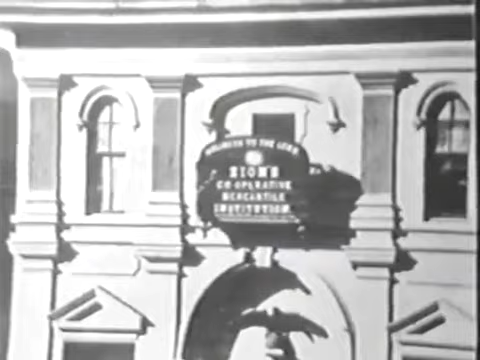 HOLINESS TO THE LORD
ZION'S
CO-OPERATIVE
MERCANTILE
INSTITUTION